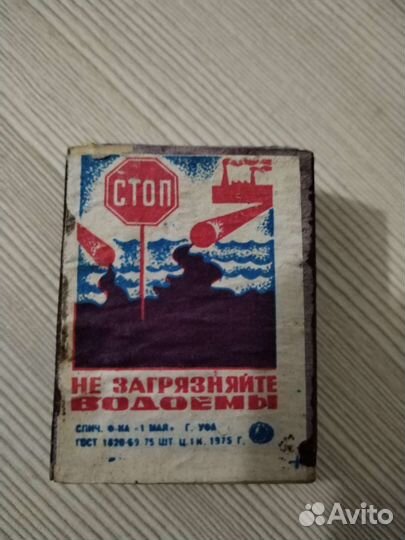 СТОП
НЕ ЗАГРЯЗНЯЙТЕ
ВОДОЕМЫ
СПИЧ. Ф-КА «1 МАЯ» Г. УФА
ГОСТ 1820-69 75 ШТ. Ц. 1 К. 1975 Г.
Avito